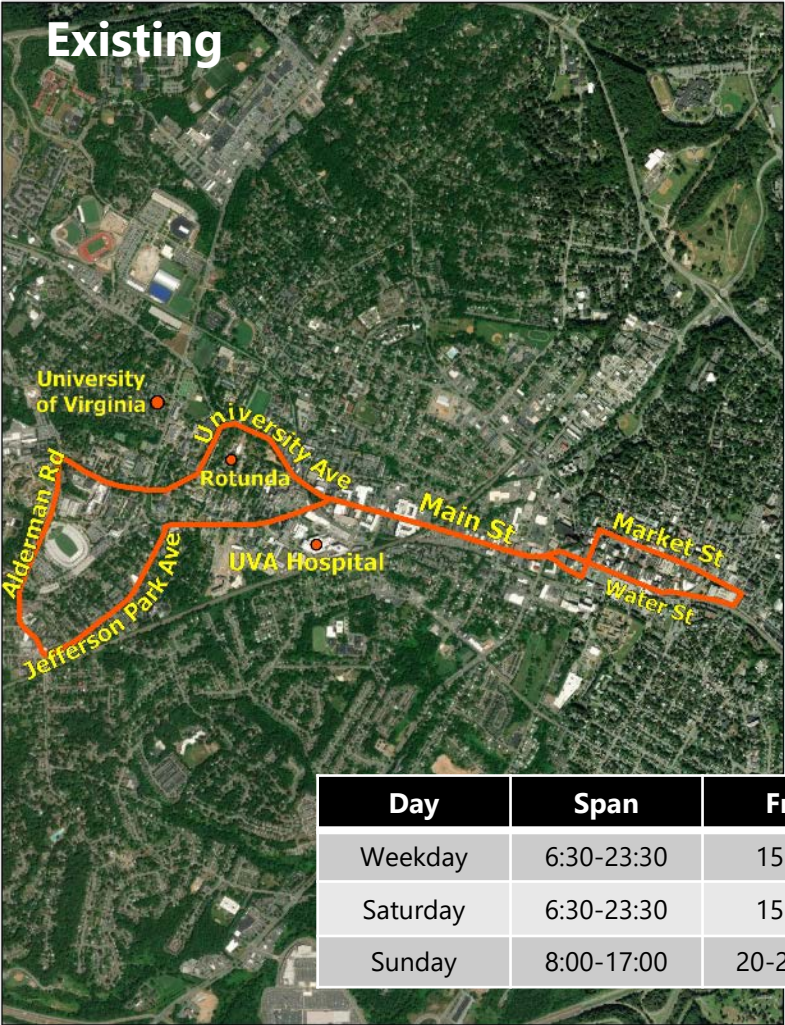 Existing
University
of Virginia
University Ave
Rotunda
Alderman Rd
Main St
Market St
UVA Hospital
Water St
Jefferson Park Ave
Day Span
Weekday 6:30-23:30 15
Saturday 6:30-23:30 15
Sunday 8:00-17:00